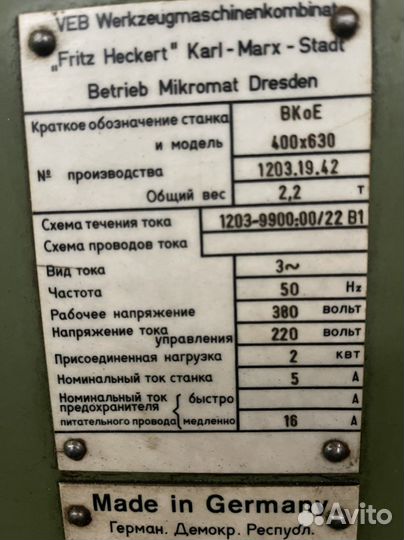 VEB Werkzeugmaschinenkombinat
„Fritz Heckert" Karl-Marx-Stadt
Betrieb Mikromat Dresden
Краткое обозначение станка BKoE
и модель 400x630
№ производства 1203.19.42
Общий вес 2,2 т
Схема течения тока 1203-9900:00/22 B1
Схема проводов тока
Вид тока 3~
Частота 50 Hz
Рабочее напряжение 380 вольт
Напряжение тока
управления 220 вольт
Присоединенная нагрузка 2 квт
Номинальный ток станка 5 A
Номинальный ток быстро A
предохранителя
питательного провода медленно 16 A
Made in Germany
Герман. Демокр. Республ.
Avito